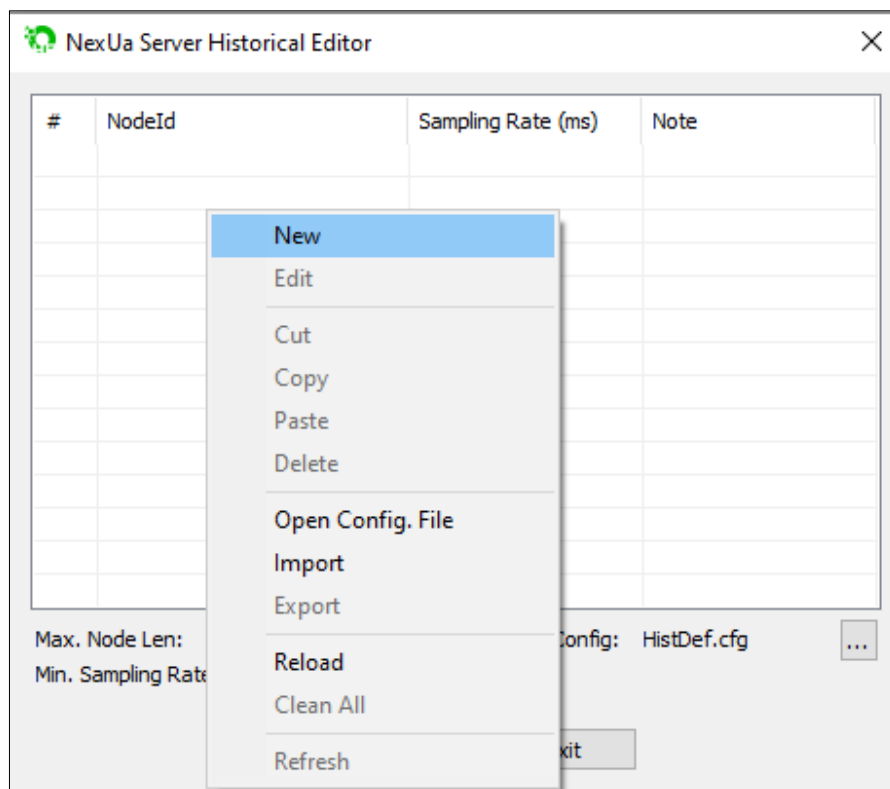 NexUa Server Historical Editor
# NodeId Sampling Rate (ms) Note
New
Edit
Cut
Copy
Paste
Delete
Open Config. File
Import
Export
Max. Node Len: Config: HistDef.cfg ...
Reload
Min. Sampling Rate
Clean All
xit
Refresh